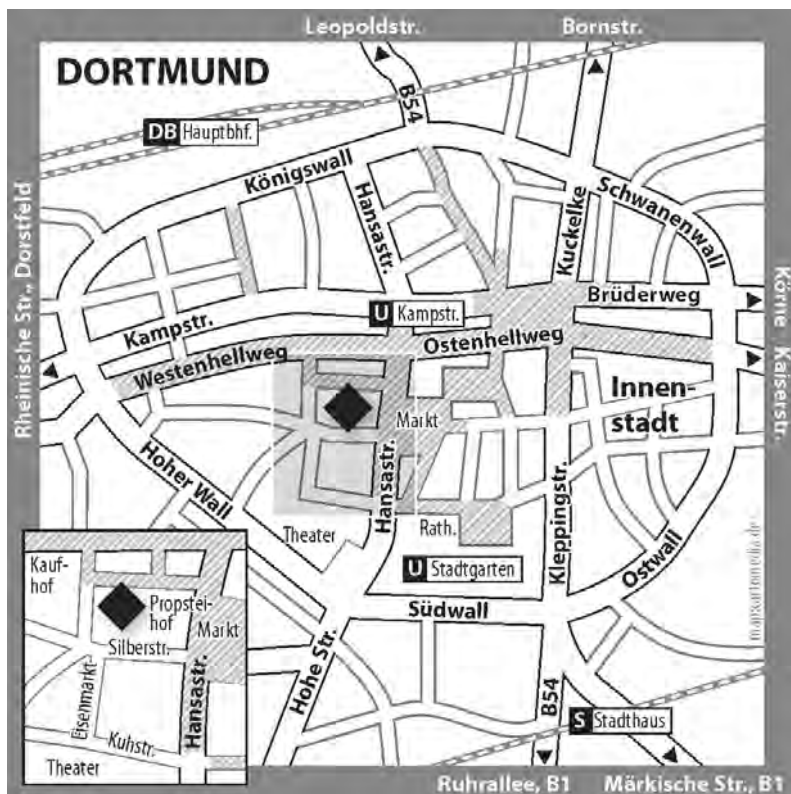 Leopoldstr.
Bornstr.
DORTMUND
B54
DB Hauptbhf.
Königswall
Hansastr.
Schwanenwall
Kuckelke
Rheinische Str., Dorstfeld
Körne
Kaiserstr.
Brüderweg
U Kampstr.
Kampstr.
Ostenhellweg
Westenhellweg
Innen-
stadt
Markt
Hoher Wall
Hansastr.
Kleppingstr.
Theater
Rath.
U Stadtgarten
Ostwall
Südwall
Hohe Str.
B54
S Stadthaus
Kauf-
hof
Propstei-
hof
Markt
Silberstr.
Eisenmarkt
Hansastr.
Kuhstr.
Theater
Ruhrallee, B1
Märkische Str., B1